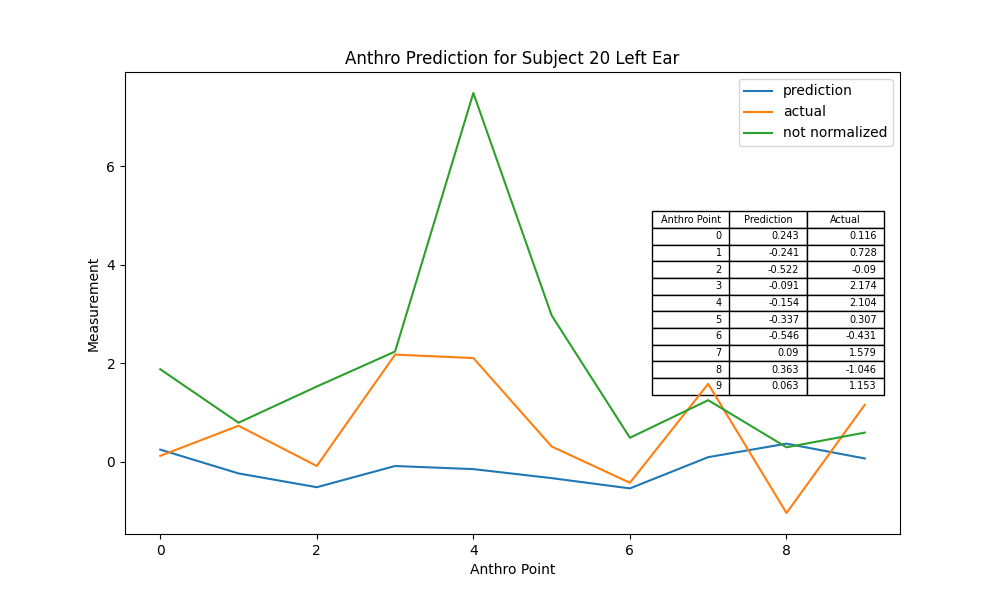 Anthro Prediction for Subject 20 Left Ear
prediction
actual
not normalized
6
4
2
0
Measurement
Anthro Point Prediction Actual
0 0.243 0.116
1 -0.241 0.728
2 -0.522 -0.09
3 -0.091 2.174
4 -0.154 2.104
5 -0.337 0.307
6 -0.546 -0.431
7 0.09 1.579
8 0.363 -1.046
9 0.063 1.153
0 2 4 6 8
Anthro Point